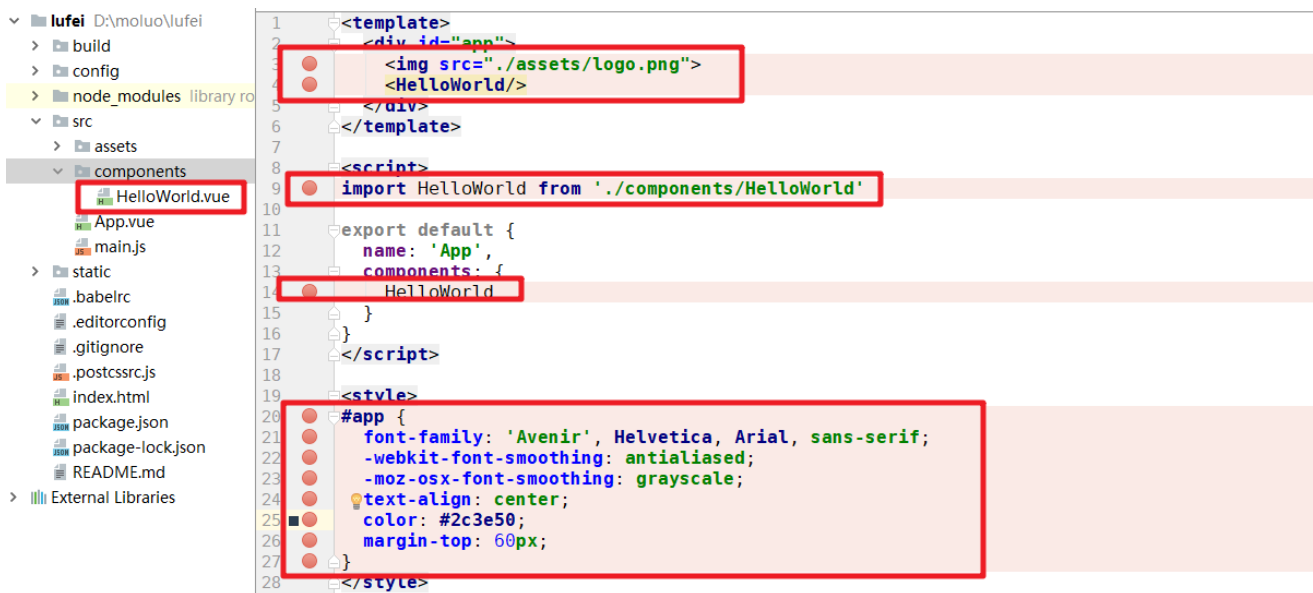 lufei D:\moluo\lufei
build
config
node_modules library ro
src
assets
components
HelloWorld.vue
App.vue
main.js
static
.babelrc
.editorconfig
.gitignore
.postcssrc.js
index.html
package.json
package-lock.json
README.md
External Libraries
1 <template>
2 <div id="app">
3 <img src="./assets/logo.png">
4 <HelloWorld/>
5 </div>
6 </template>
7
8 <script>
9 import HelloWorld from './components/HelloWorld'
10
11 export default {
12 name: 'App',
13 components: {
14 HelloWorld
15 }
16 }
17 </script>
18
19 <style>
20 #app {
21 font-family: 'Avenir', Helvetica, Arial, sans-serif;
22 -webkit-font-smoothing: antialiased;
23 -moz-osx-font-smoothing: grayscale;
24 text-align: center;
25 color: #2c3e50;
26 margin-top: 60px;
27 }
28 </style>